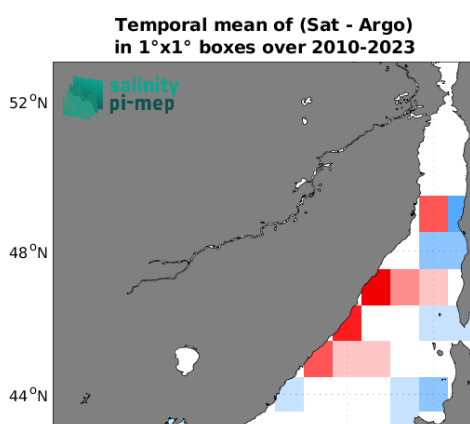 Temporal mean of (Sat - Argo)
in 1°x1° boxes over 2010-2023
salinity
pi-mep
52°N
48°N
44°N